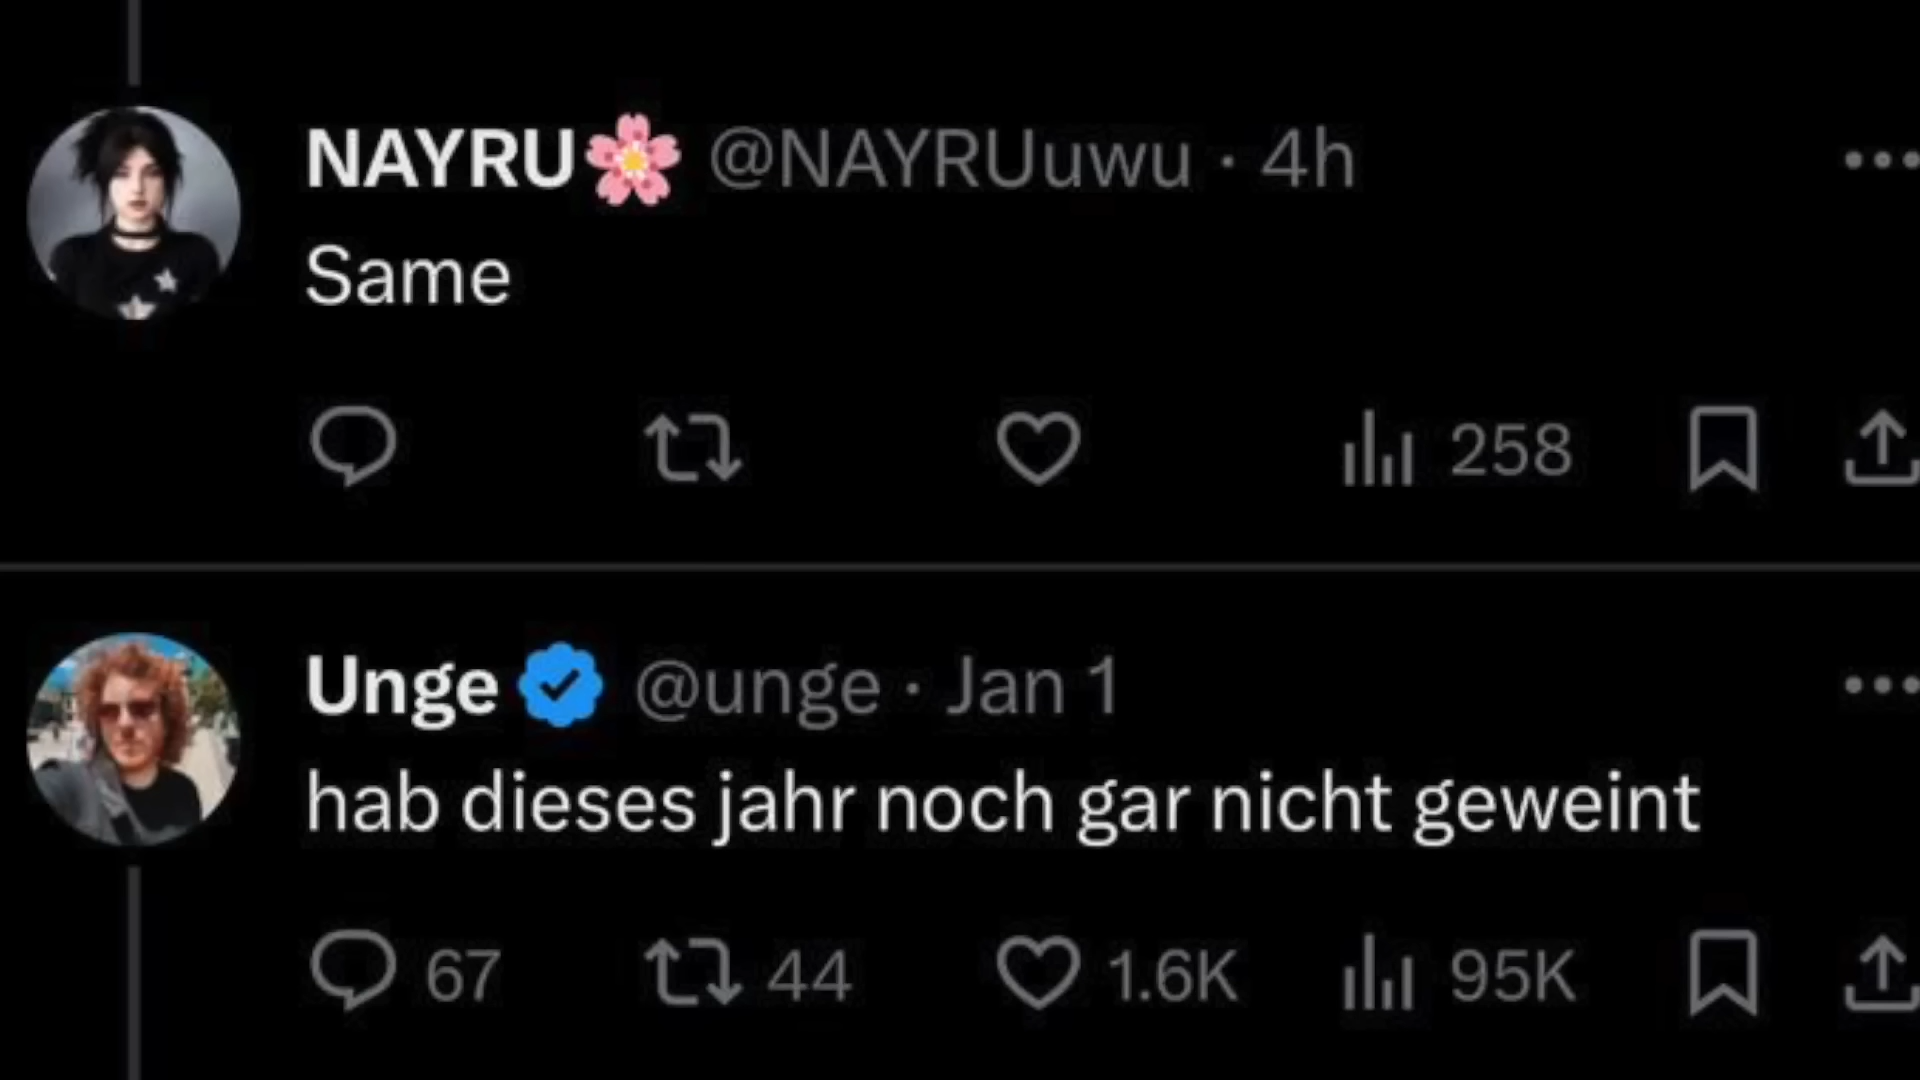 NAYRU🌸 @NAYRUuwu · 4h
Same
258
Unge @unge · Jan 1
hab dieses jahr noch gar nicht geweint
67 44 1.6K 95K